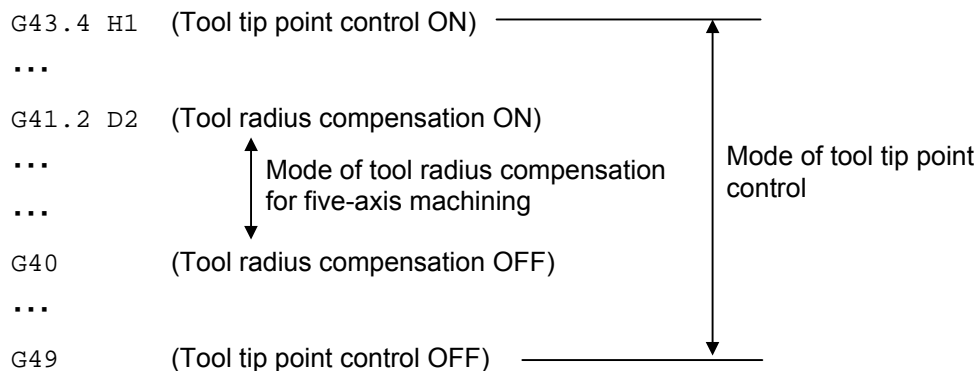 G43.4 H1 (Tool tip point control ON)
...
G41.2 D2 (Tool radius compensation ON)
...
Mode of tool radius compensation
for five-axis machining
...
G40 (Tool radius compensation OFF)
...
G49 (Tool tip point control OFF)
Mode of tool tip point
control